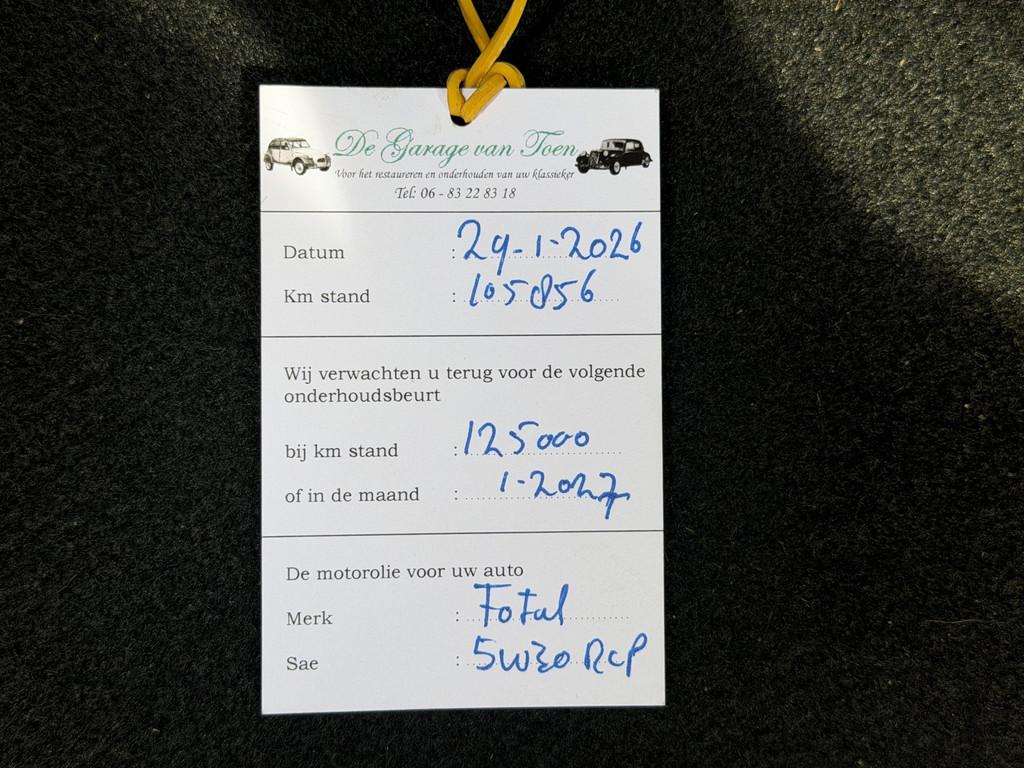 De Garage van Toen
Voor het restaureren en onderhouden van uw klassieker
Tel: 06 - 83 22 83 18
Datum : 29-1-2026
Km stand : 105856
Wij verwachten u terug voor de volgende
onderhoudsbeurt
bij km stand : 125000
of in de maand : 1-2027
De motorolie voor uw auto
Merk : Total
Sae : 5W30 RCP